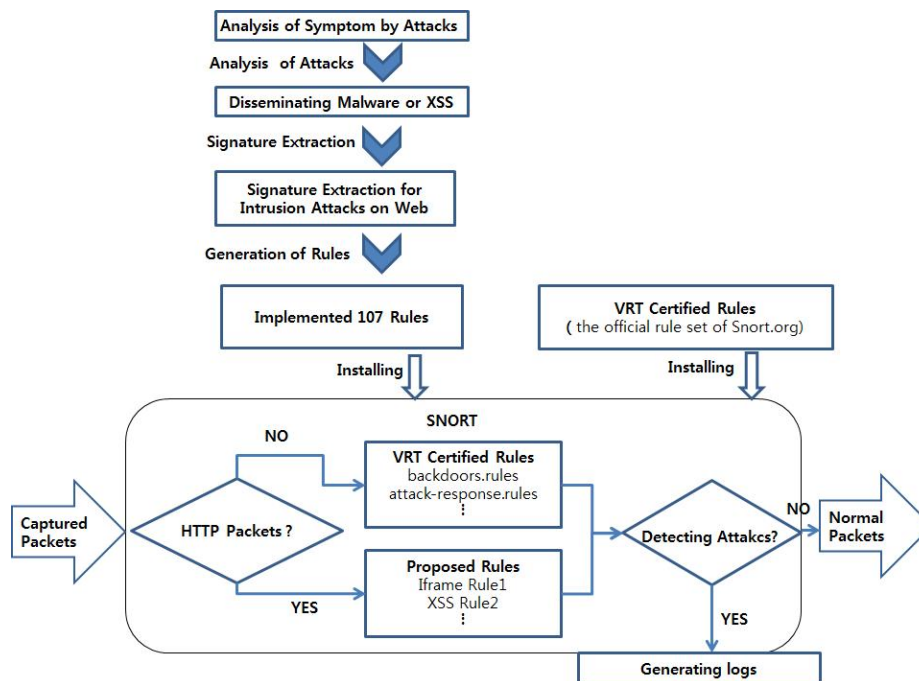 Analysis of Symptom by Attacks
Analysis of Attacks
Disseminating Malware or XSS
Signature Extraction
Signature Extraction for
Intrusion Attacks on Web
Generation of Rules
Implemented 107 Rules
VRT Certified Rules
( the official rule set of Snort.org)
Installing
Installing
SNORT
NO
VRT Certified Rules
backdoors.rules
attack-response.rules
⋮
Captured
Packets
HTTP Packets ?
Detecting Attakcs?
NO
Normal
Packets
Proposed Rules
Iframe Rule1
XSS Rule2
⋮
YES
YES
Generating logs